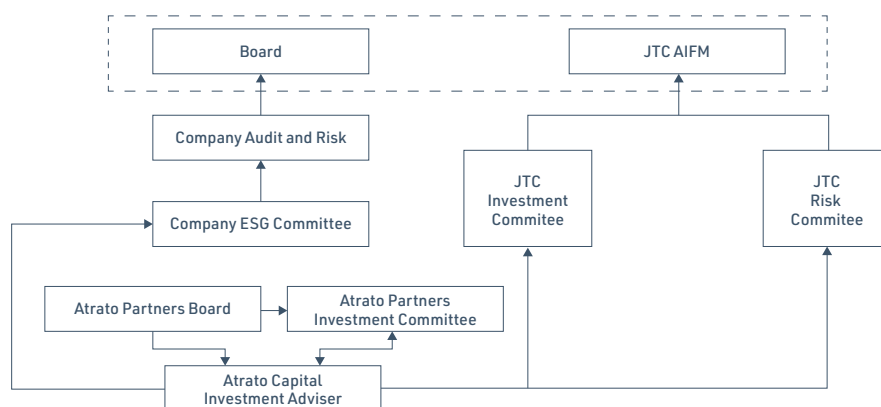 Board
JTC AIFM
Company Audit and Risk
JTC
Investment
Commitee
JTC
Risk
Commitee
Company ESG Committee
Atrato Partners Board
Atrato Partners
Investment Committee
Atrato Capital
Investment Adviser